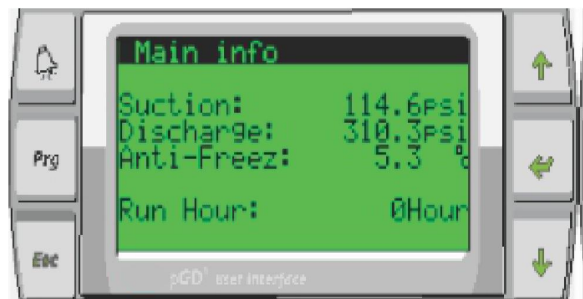 Main info
Suction: 114.6psi
Discharge: 310.3psi
Anti-Freez: 5.3 ℃
Run Hour: 0Hour
Prg
Esc
pGD¹ user interface